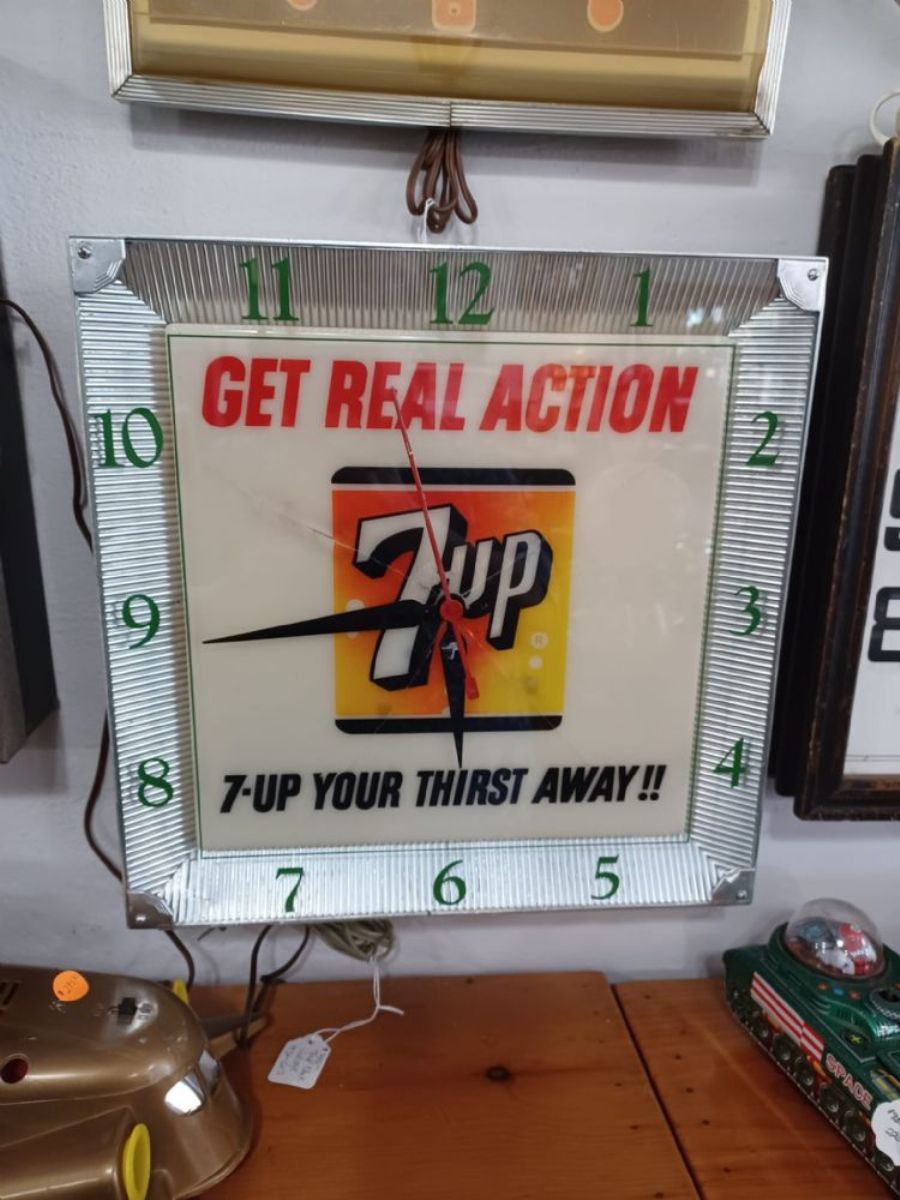 11 12 1
GET REAL ACTION
10 2
7UP
®
9 3
8 4
7-UP YOUR THIRST AWAY!!
7 6 5
SPACE